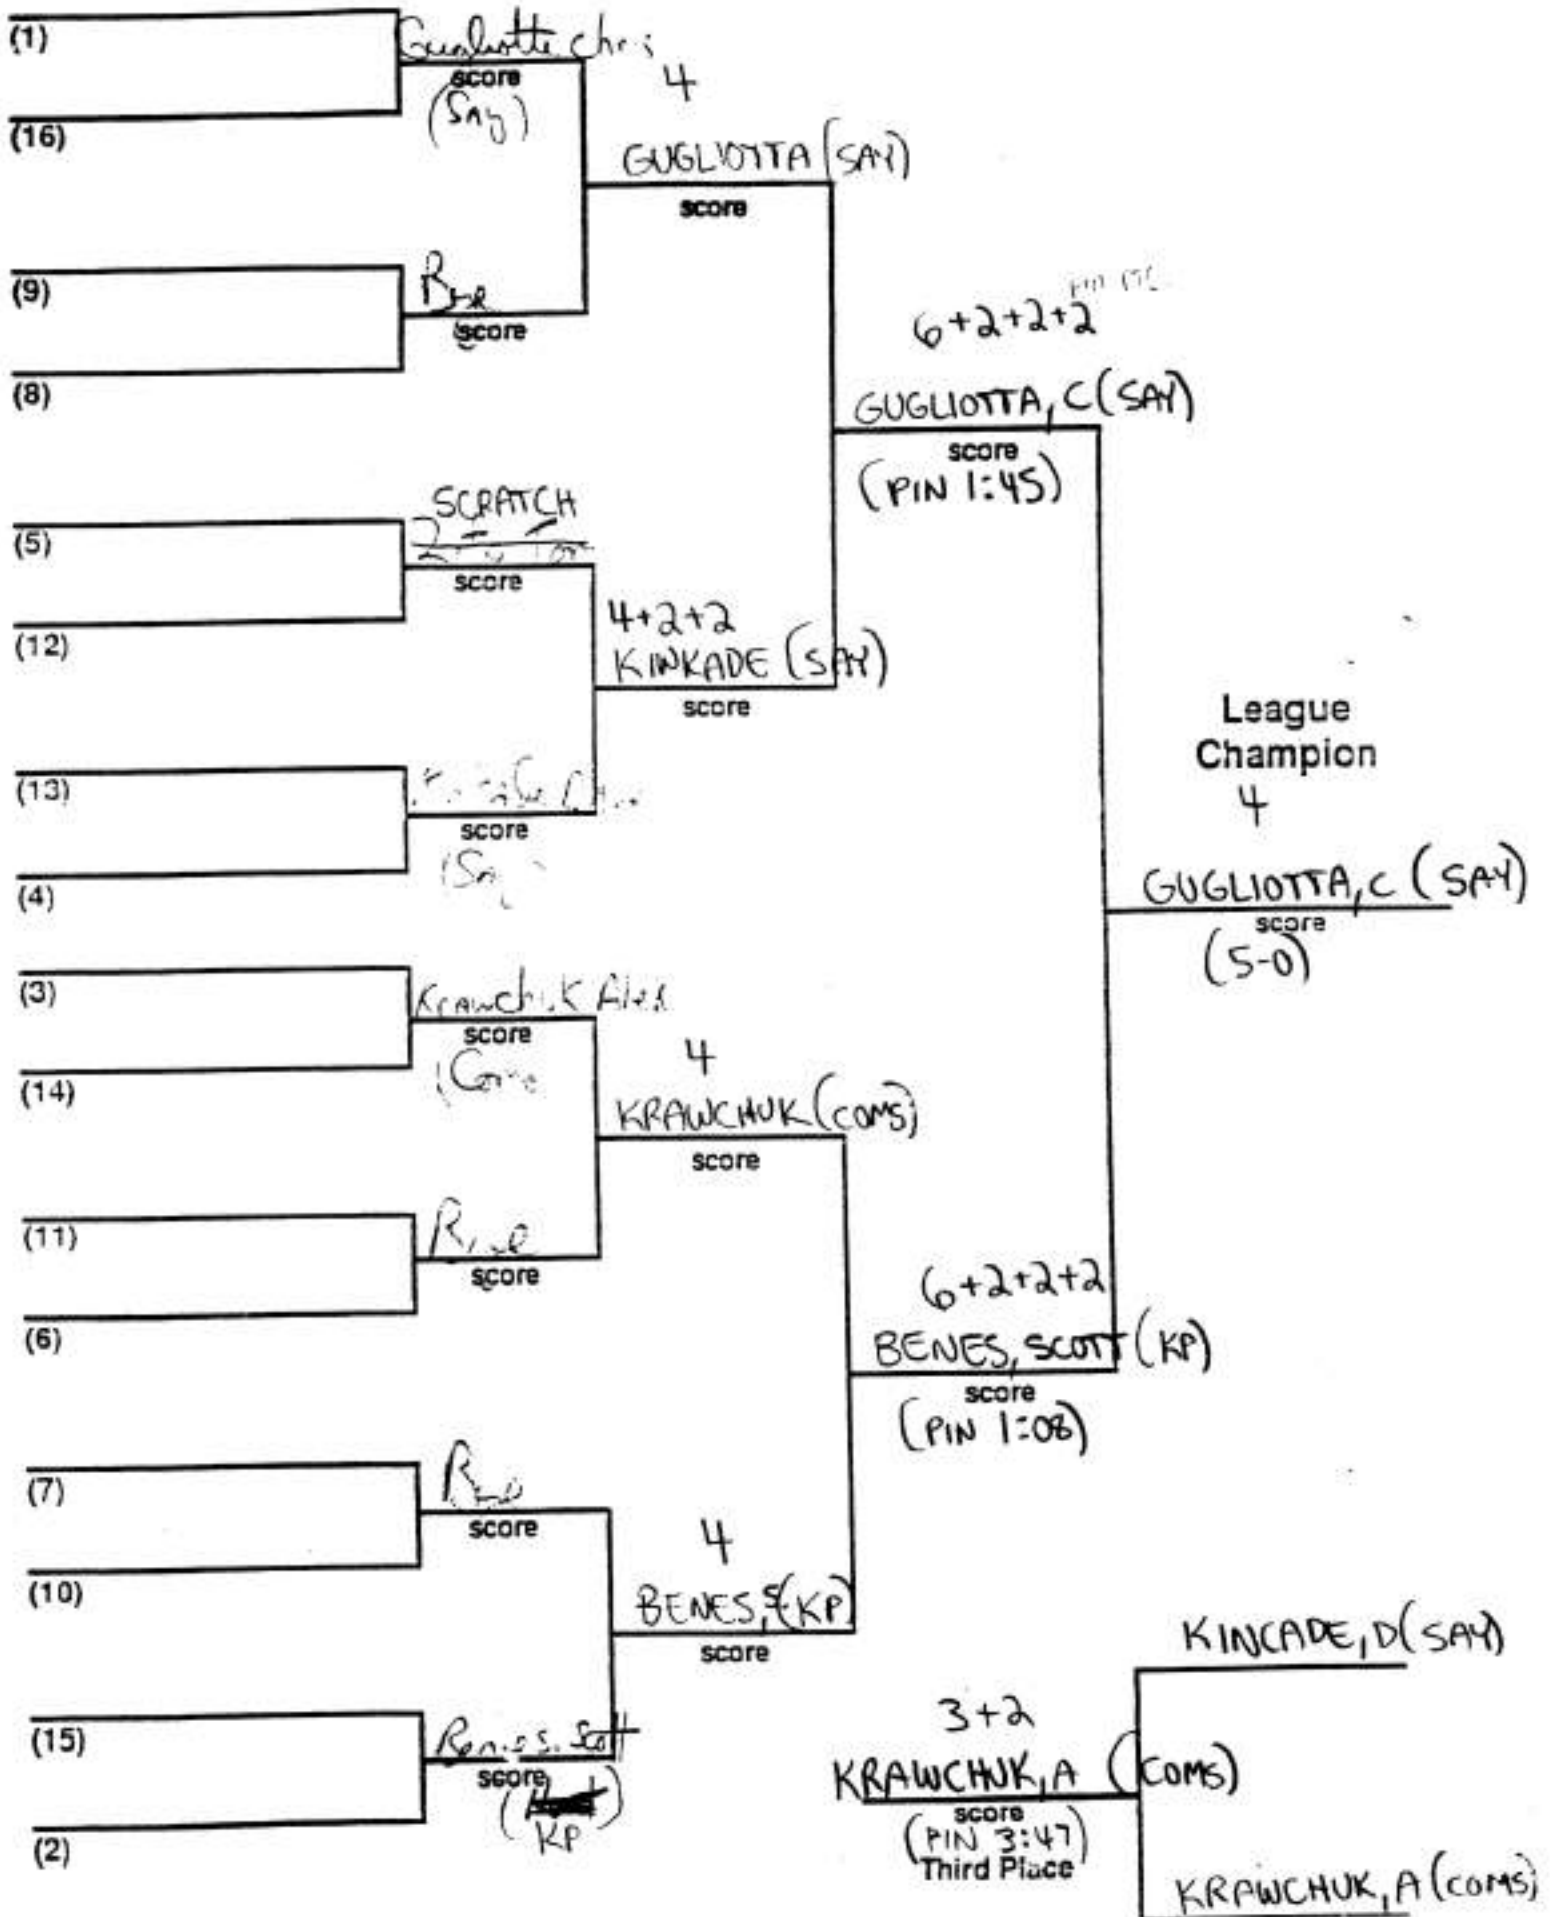 (1)
Gugliotta Chris
score
4
(Say)
(16)
GUGLIOTTA (SAY)
score
(9)
Bye
score
(8)
6+2+2+2
GUGLIOTTA, C (SAY)
score
(PIN 1:45)
(5)
SCRATCH
score
(12)
4+2+2
KINKADE (SAY)
score
(13)
score
(4)
League
Champion
4
GUGLIOTTA, C (SAY)
score
(5-0)
(3)
Krawchuk Alex
score
(14)
4
KRAWCHUK (COMS)
score
(11)
Bye
score
(6)
6+2+2+2
BENES, SCOTT (KP)
score
(PIN 1:08)
(7)
Bye
score
(10)
4
BENES, S (KP)
score
(15)
Benes, Scott
score
(KP)
(2)
KINCADE, D (SAY)
3+2
KRAWCHUK, A (COMS)
score
(PIN 3:47)
Third Place
KRAWCHUK, A (COMS)